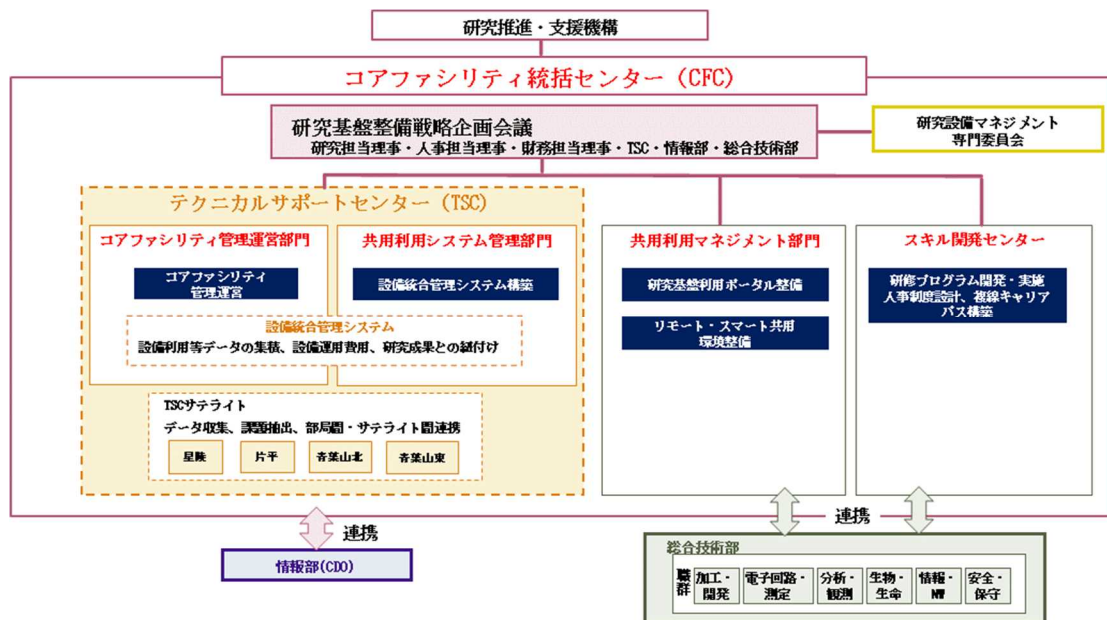 研究推進・支援機構
コアファシリティ統括センター（CFC）
研究基盤整備戦略企画会議
研究担当理事・人事担当理事・財務担当理事・TSC・情報部・総合技術部
研究設備マネジメント
専門委員会
テクニカルサポートセンター（TSC）
コアファシリティ管理運営部門
コアファシリティ
管理運営
共用利用システム管理部門
設備統合管理システム構築
設備統合管理システム
設備利用等データの集積、設備運用費用、研究成果との紐付け
TSCサテライト
データ収集、課題抽出、部局間・サテライト間連携
星陵
片平
青葉山北
青葉山東
共用利用マネジメント部門
研究基盤利用ポータル整備
リモート・スマート共用
環境整備
スキル開発センター
研修プログラム開発・実施
人事制度設計、複線キャリア
パス構築
連携
情報部(CDO)
連携
総合技術部
職群
加工・
開発
電子回路・
測定
分析・
観測
生物・
生命
情報・
NW
安全・
保守